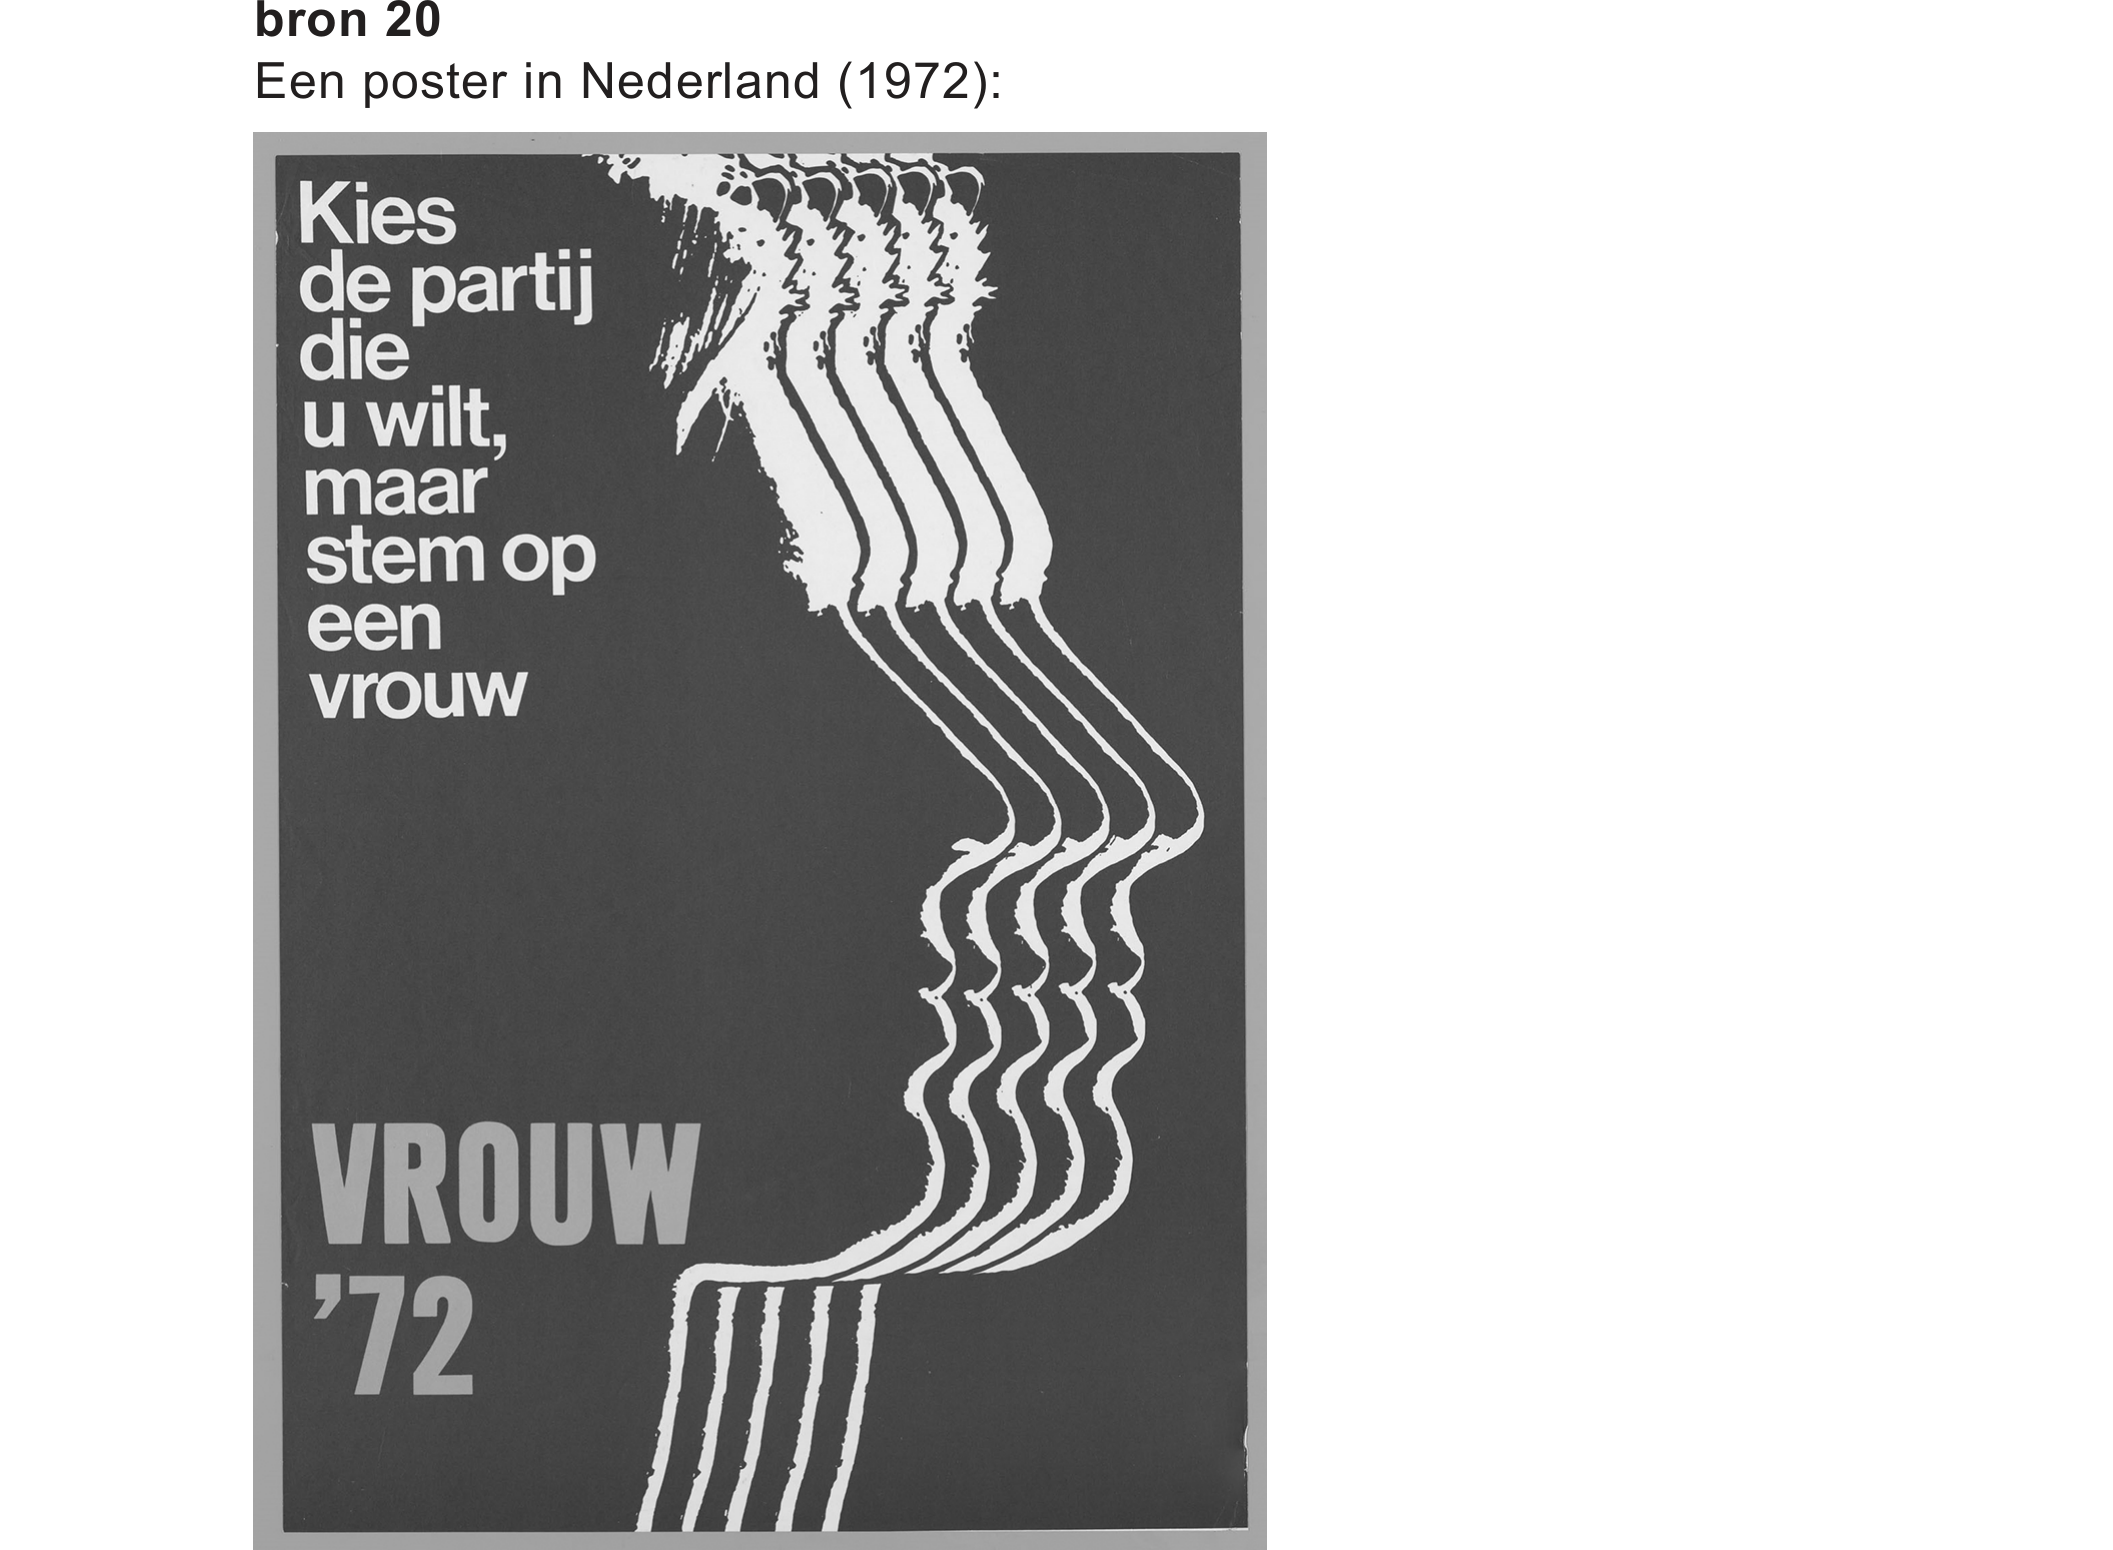 bron 20
Een poster in Nederland (1972):
Kies
de partij
die
u wilt,
maar
stem op
een
vrouw
VROUW
'72